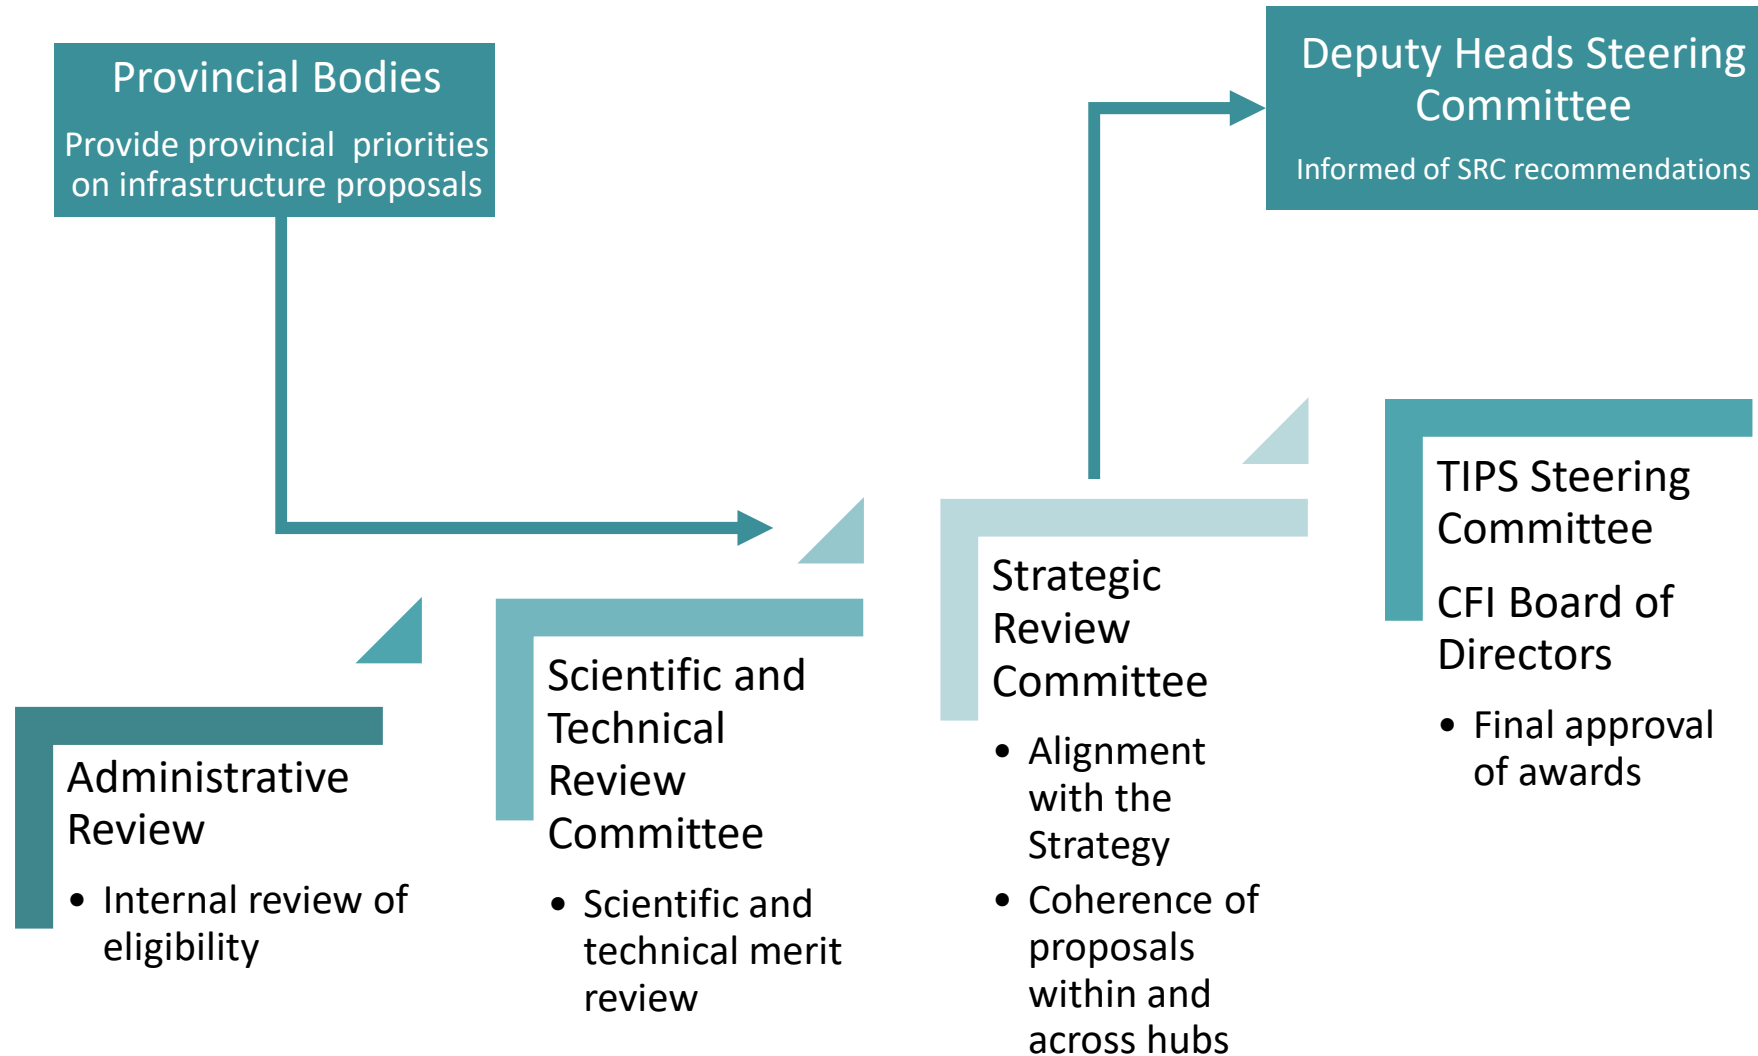 Provincial Bodies
Provide provincial priorities
on infrastructure proposals
Deputy Heads Steering
Committee
Informed of SRC recommendations
Administrative
Review
• Internal review of
eligibility
Scientific and
Technical
Review
Committee
• Scientific and
technical merit
review
Strategic
Review
Committee
• Alignment
with the
Strategy
• Coherence of
proposals
within and
across hubs
TIPS Steering
Committee
CFI Board of
Directors
• Final approval
of awards